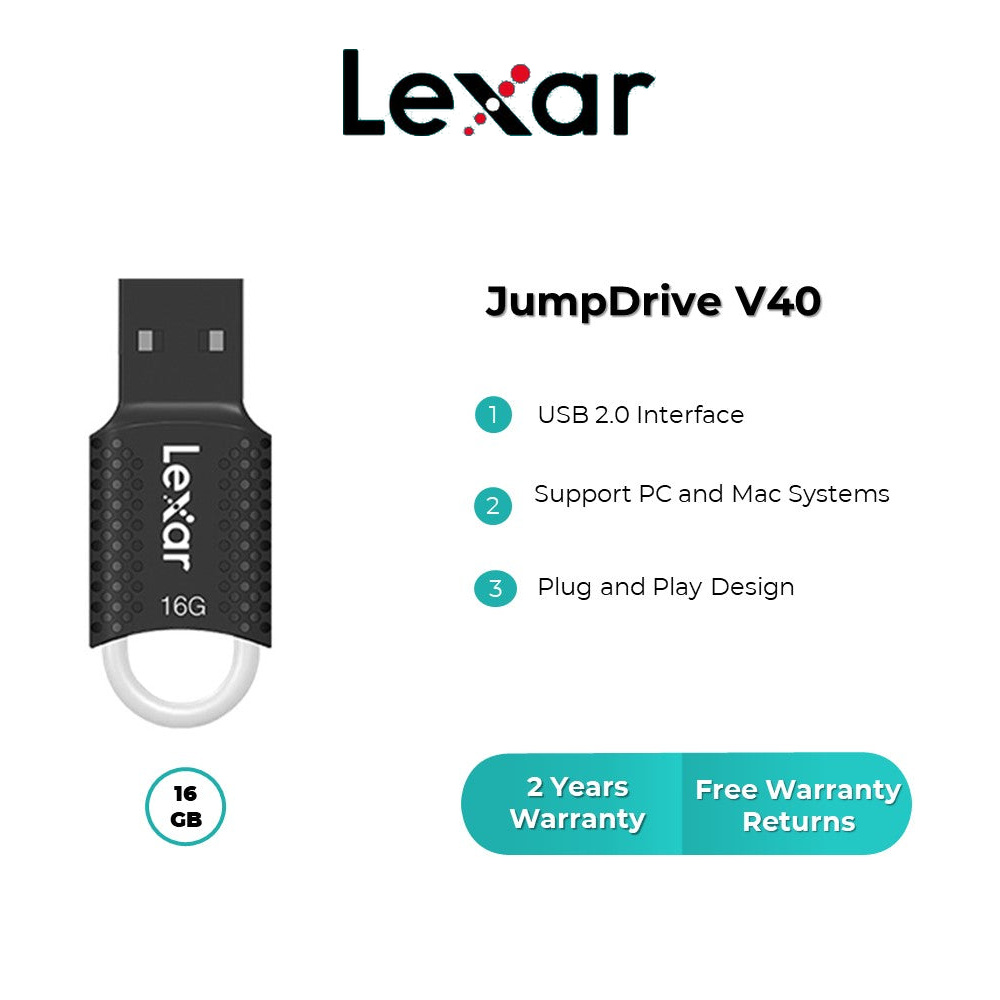 Lexar
JumpDrive V40
1 USB 2.0 Interface
2 Support PC and Mac Systems
3 Plug and Play Design
Lexar
16G
16
GB
2 Years
Warranty
Free Warranty
Returns